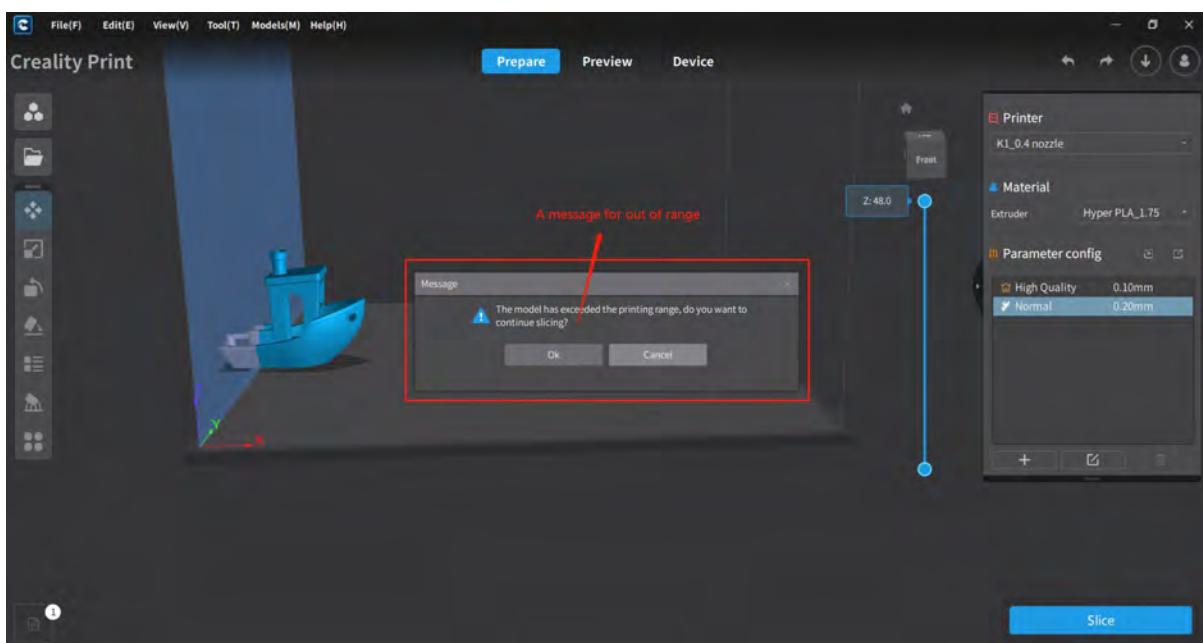 File(F) Edit(E) View(V) Tool(T) Models(M) Help(H)
Creality Print
Prepare Preview Device
Printer
K1_0.4 nozzle
Front
Material
Z: 48.0
Extruder Hyper PLA_1.75
A message for out of range
Parameter config
Message
High Quality 0.10mm
Normal 0.20mm
The model has exceeded the printing range, do you want to
continue slicing?
Ok Cancel
Y
X
1
Slice